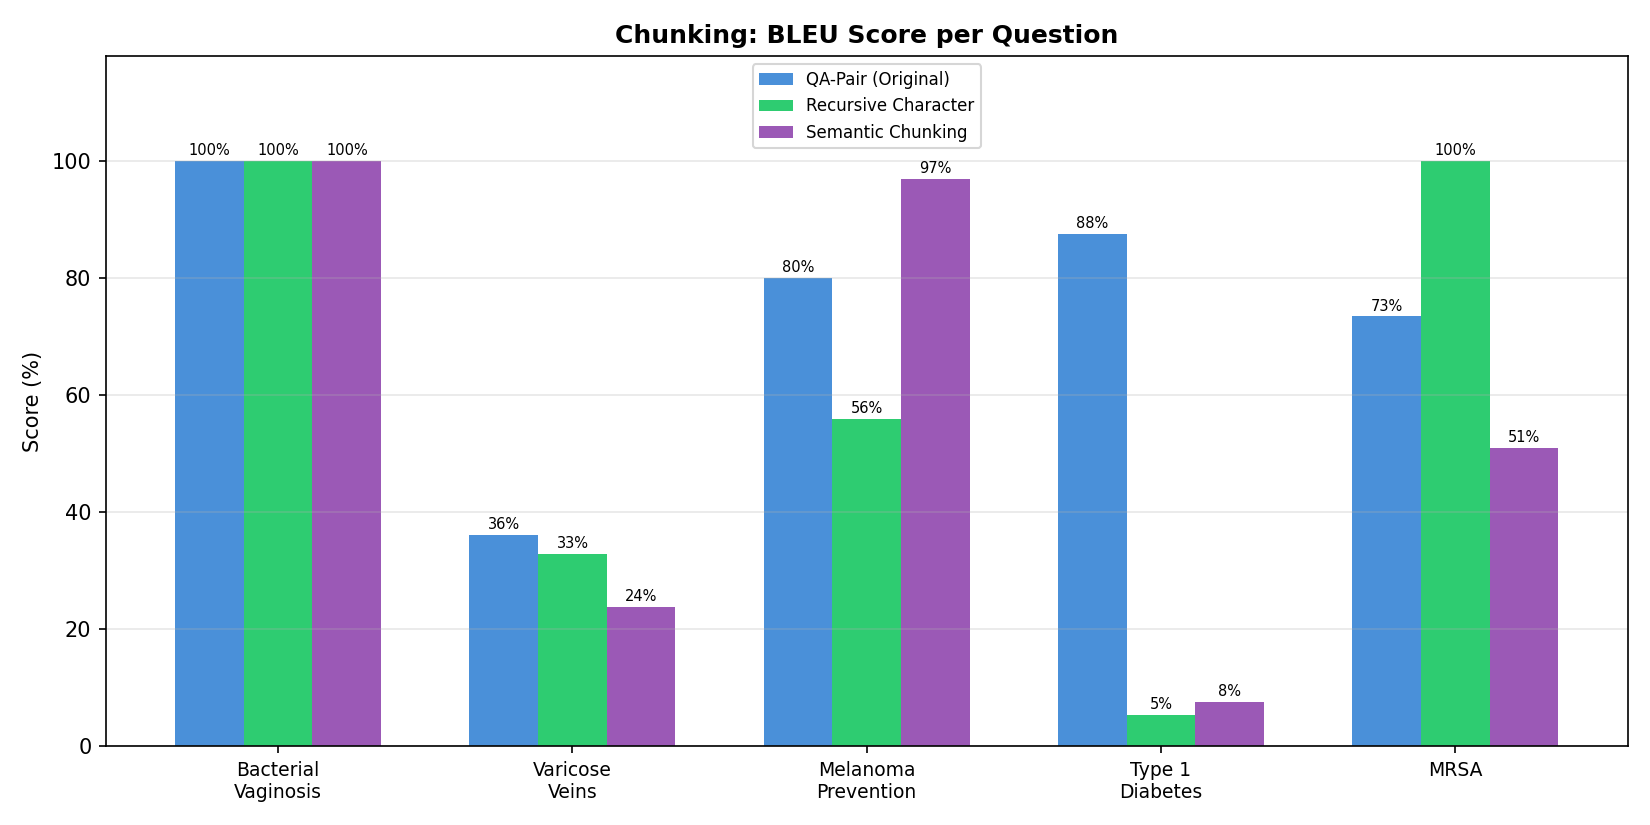 Chunking: BLEU Score per Question
QA-Pair (Original)
Recursive Character
Semantic Chunking
Score (%)
100
80
60
40
20
0
100%
100%
100%
36%
33%
24%
80%
56%
97%
88%
5%
8%
73%
100%
51%
Bacterial
Vaginosis
Varicose
Veins
Melanoma
Prevention
Type 1
Diabetes
MRSA